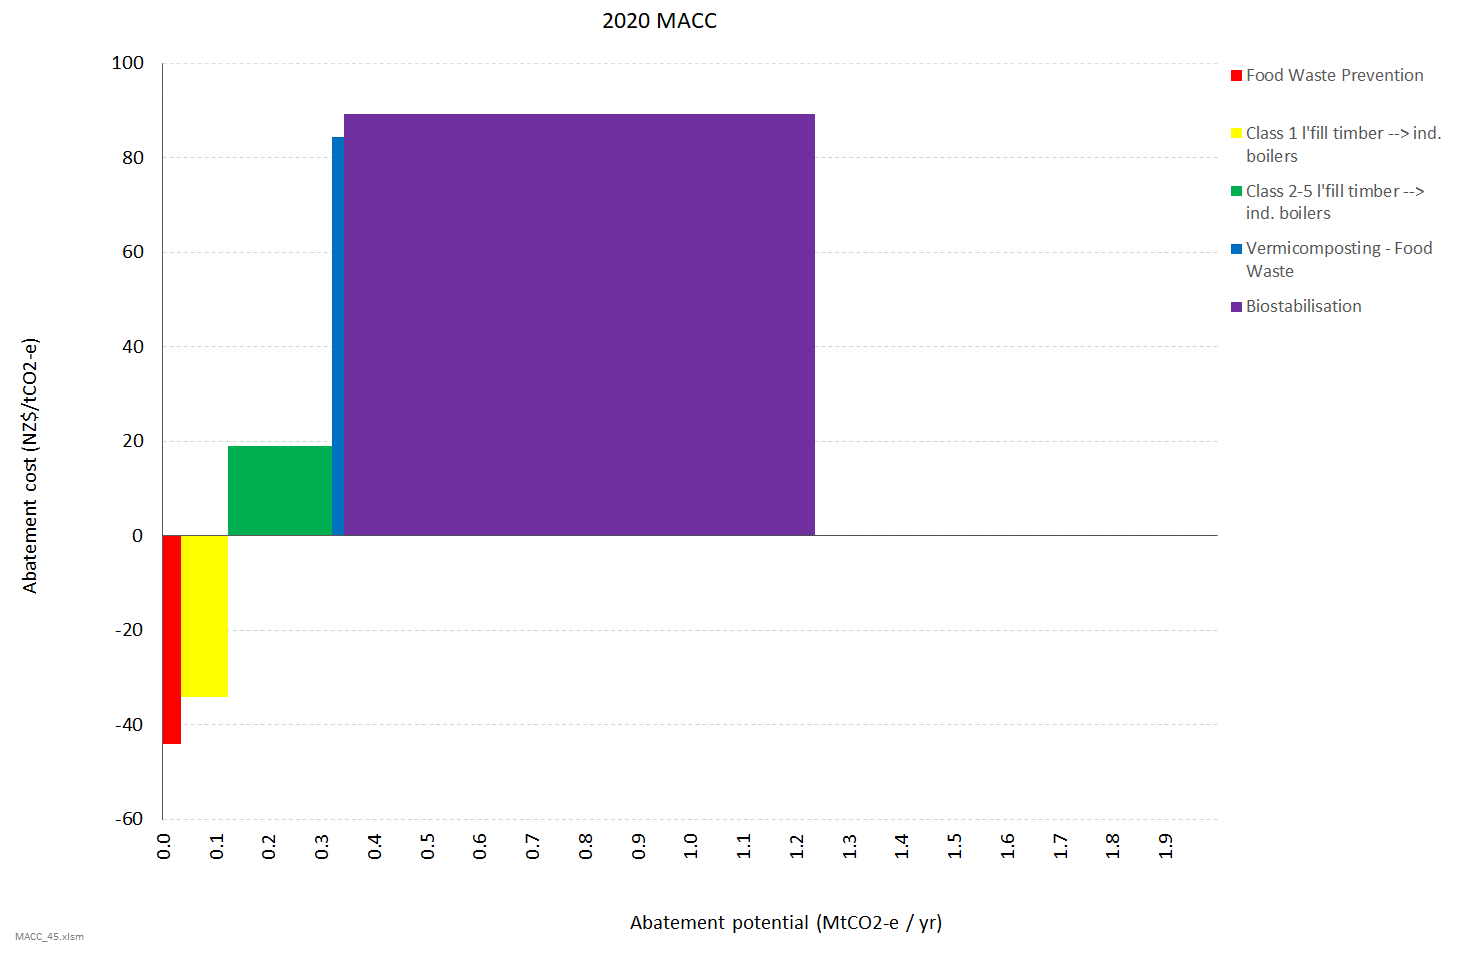 2020 MACC
100
80
60
40
20
0
-20
-40
-60
Abatement cost (NZ$/tCO2-e)
0.0
0.1
0.2
0.3
0.4
0.5
0.6
0.7
0.8
0.9
1.0
1.1
1.2
1.3
1.4
1.5
1.6
1.7
1.8
1.9
Abatement potential (MtCO2-e / yr)
Food Waste Prevention
Class 1 l'fill timber --> ind.
boilers
Class 2-5 l'fill timber -->
ind. boilers
Vermicomposting - Food
Waste
Biostabilisation
MACC_45.xlsm